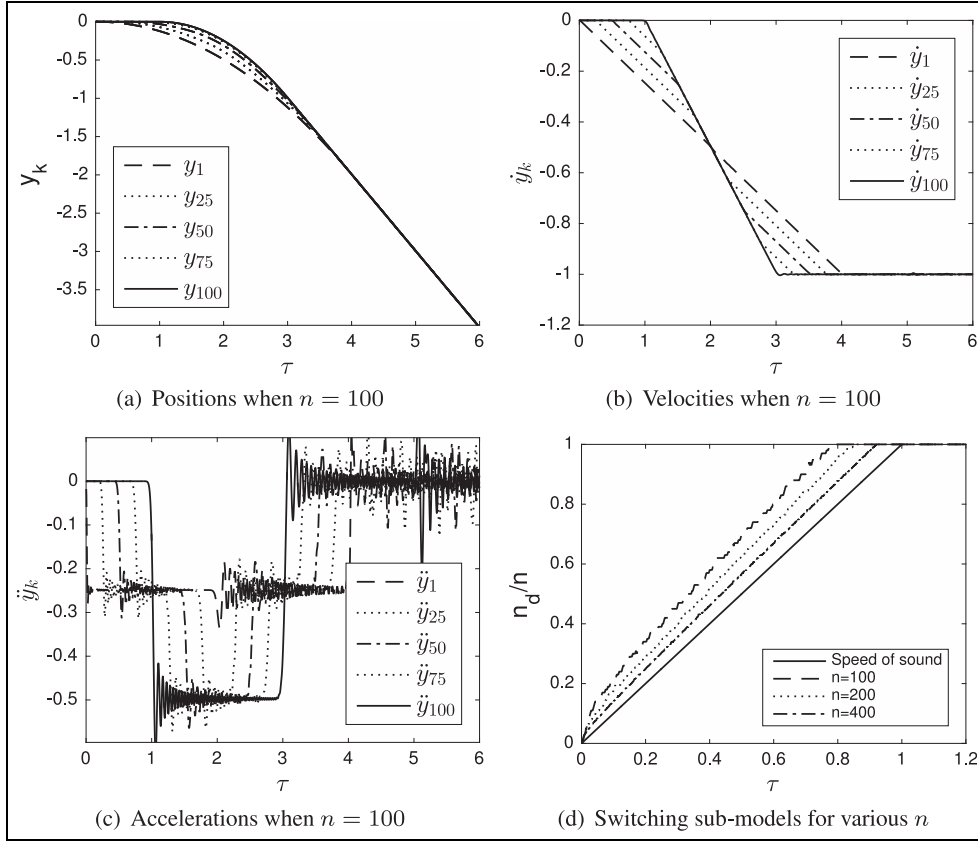 0
-0.5
-1
-1.5
-2
-2.5
-3
-3.5
y_k
y_1
y_25
y_50
y_75
y_100
0 1 2 3 4 5 6
τ
(a) Positions when n = 100
0
-0.2
-0.4
-0.6
-0.8
-1
-1.2
ẏ_k
ẏ_1
ẏ_25
ẏ_50
ẏ_75
ẏ_100
0 1 2 3 4 5 6
τ
(b) Velocities when n = 100
0
-0.1
-0.2
-0.3
-0.4
-0.5
ÿ_k
ÿ_1
ÿ_25
ÿ_50
ÿ_75
ÿ_100
0 1 2 3 4 5 6
τ
(c) Accelerations when n = 100
1
0.8
0.6
0.4
0.2
0
n_d/n
Speed of sound
n=100
n=200
n=400
0 0.2 0.4 0.6 0.8 1 1.2
τ
(d) Switching sub-models for various n